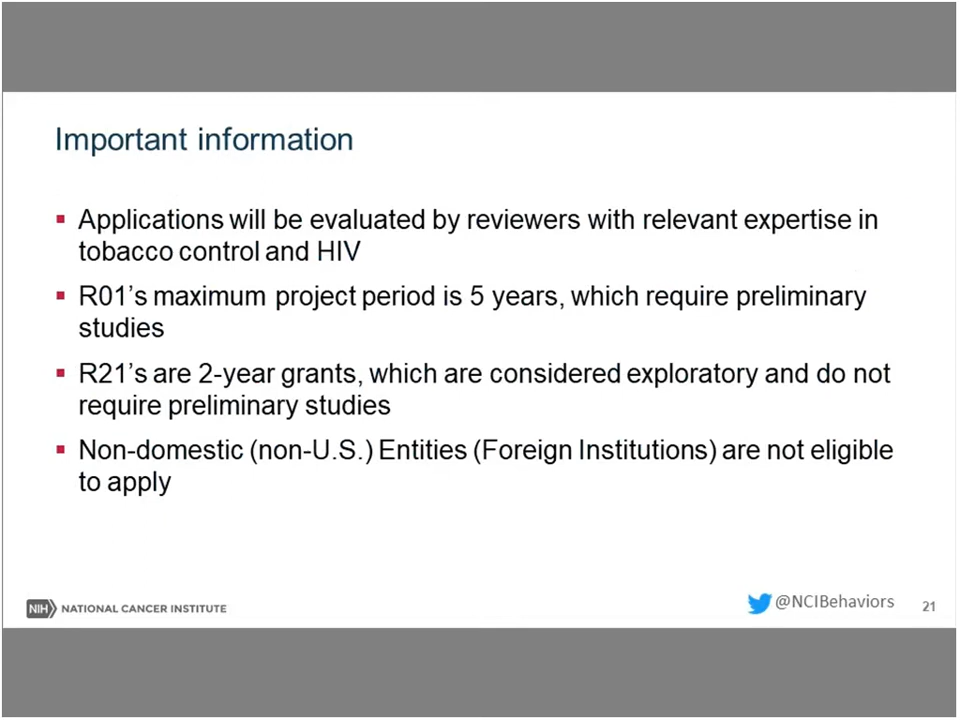 Important information
▪ Applications will be evaluated by reviewers with relevant expertise in
tobacco control and HIV
▪ R01’s maximum project period is 5 years, which require preliminary
studies
▪ R21’s are 2-year grants, which are considered exploratory and do not
require preliminary studies
▪ Non-domestic (non-U.S.) Entities (Foreign Institutions) are not eligible
to apply
NIH NATIONAL CANCER INSTITUTE
@NCIBehaviors
21